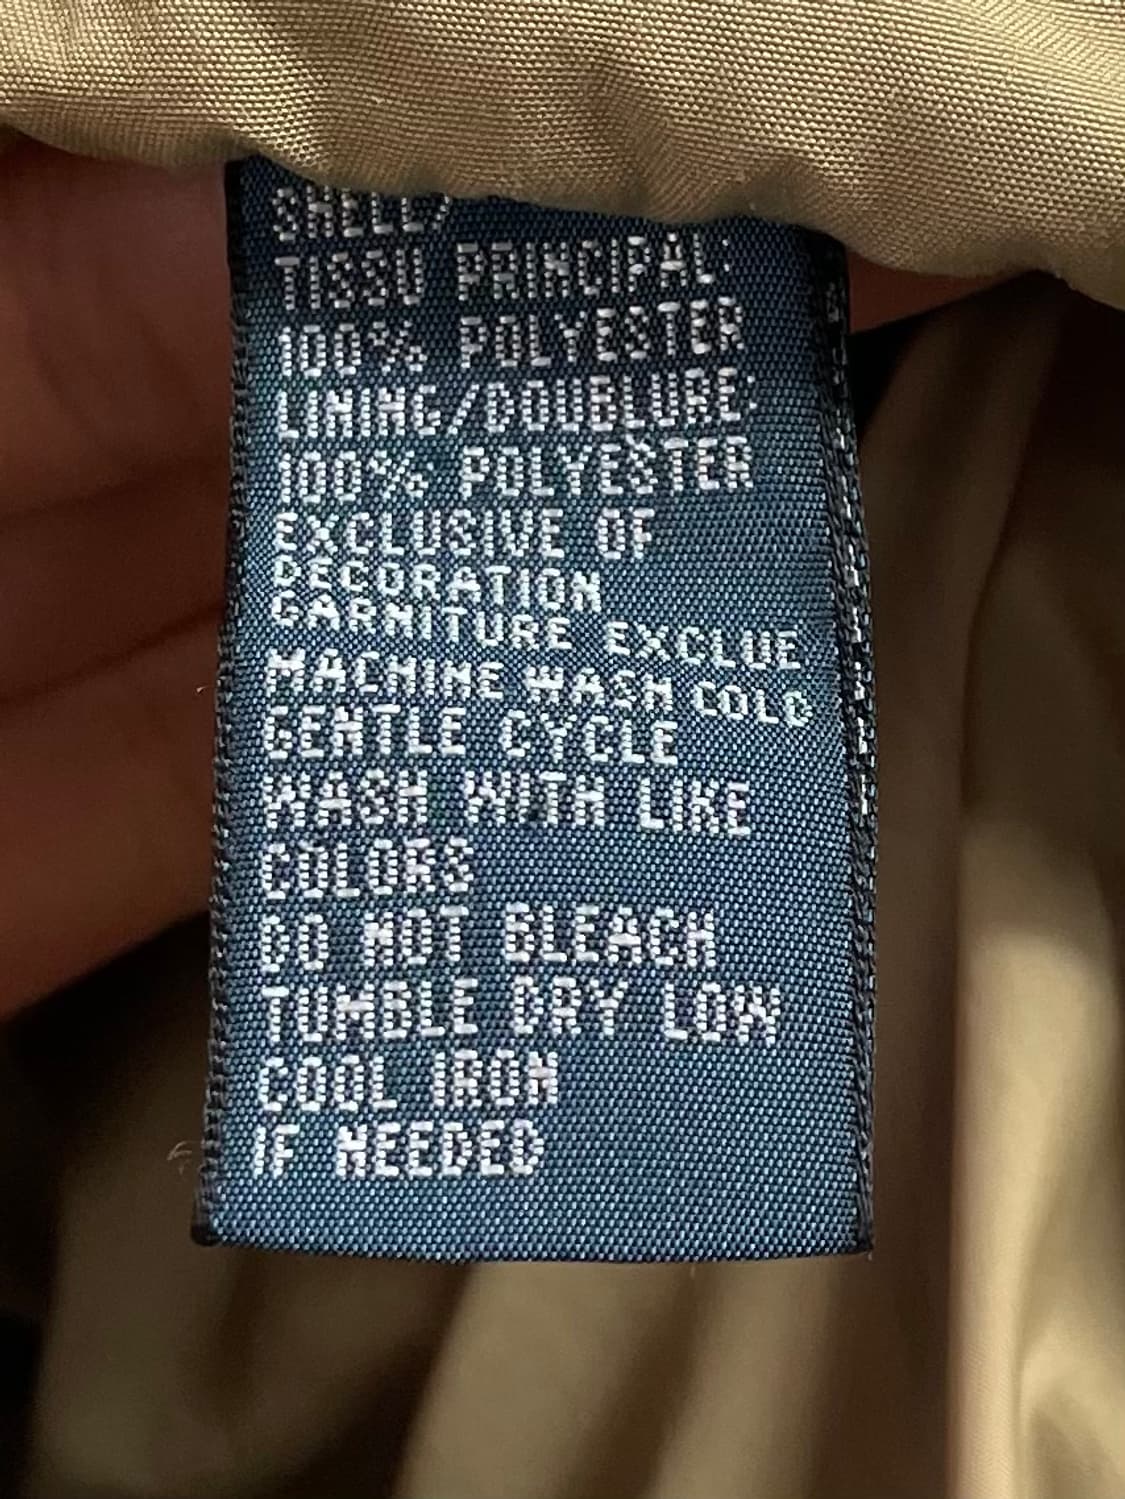 SHELL/
TISSU PRINCIPAL:
100% POLYESTER
LINING/DOUBLURE:
100% POLYESTER
EXCLUSIVE OF
DECORATION
GARNITURE EXCLUE
MACHINE WASH COLD
GENTLE CYCLE
WASH WITH LIKE
COLORS
DO NOT BLEACH
TUMBLE DRY LOW
COOL IRON
IF NEEDED